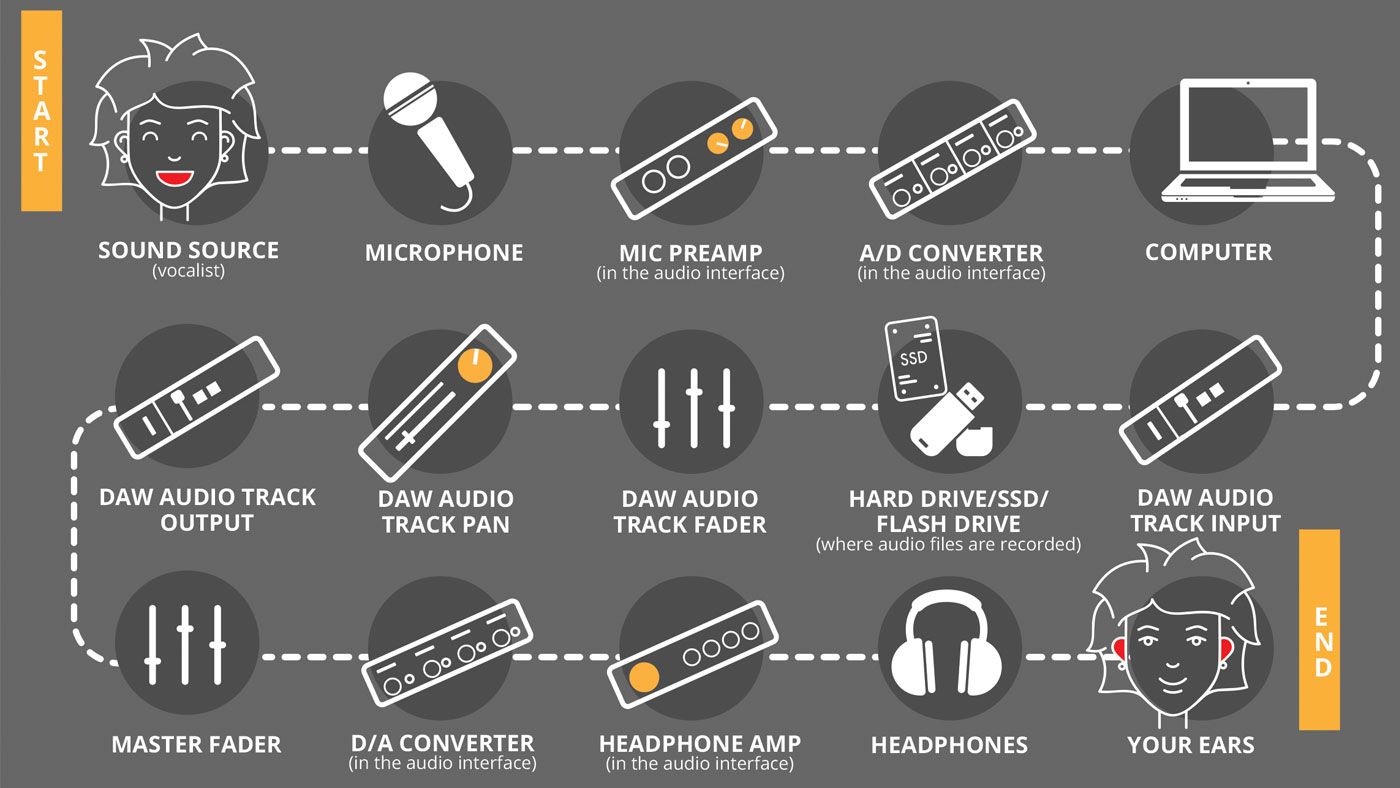 START
SOUND SOURCE
(vocalist)
MICROPHONE
MIC PREAMP
(in the audio interface)
A/D CONVERTER
(in the audio interface)
COMPUTER
DAW AUDIO TRACK
OUTPUT
DAW AUDIO
TRACK PAN
DAW AUDIO
TRACK FADER
SSD
HARD DRIVE/SSD/
FLASH DRIVE
(where audio files are recorded)
DAW AUDIO
TRACK INPUT
MASTER FADER
D/A CONVERTER
(in the audio interface)
HEADPHONE AMP
(in the audio interface)
HEADPHONES
YOUR EARS
END